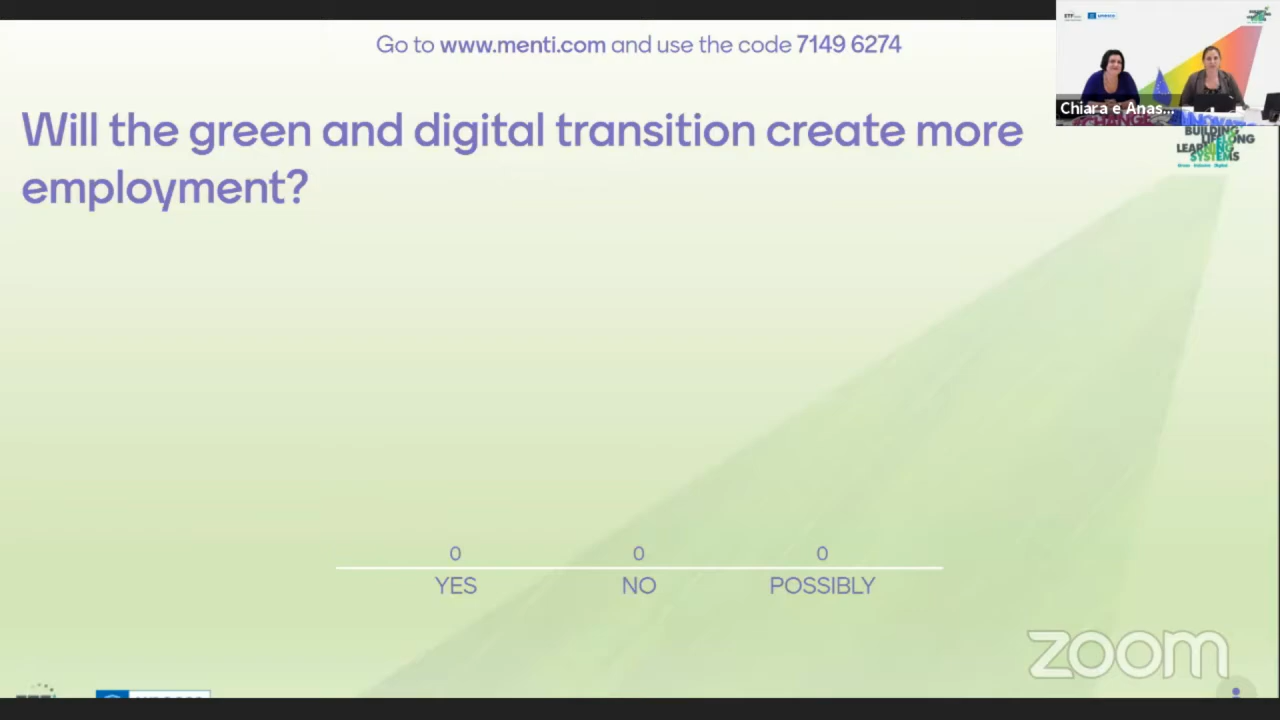 Go to www.menti.com and use the code 7149 6274
Will the green and digital transition create more
employment?
Chiara e Anas...
BUILDING
LIFELONG
LEARNING
SYSTEMS
0 0 0
YES NO POSSIBLY
zoom